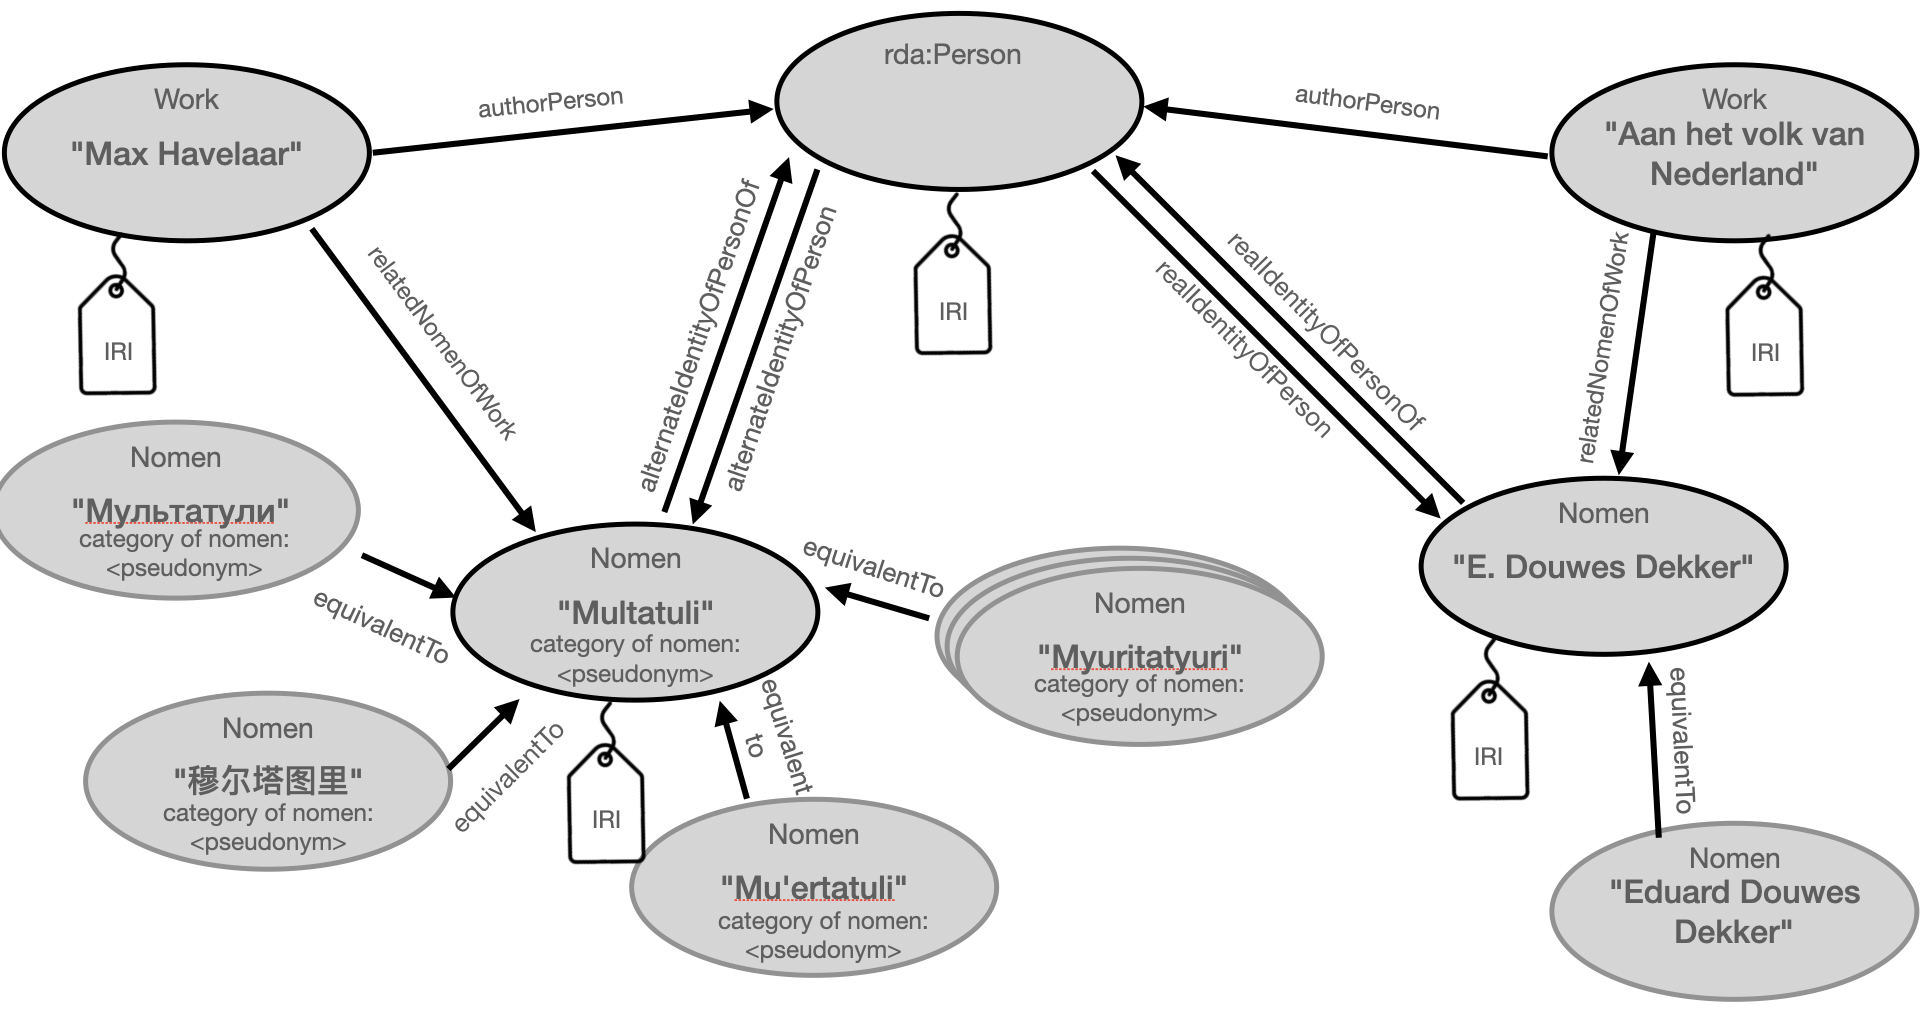 rda:Person
Work
"Max Havelaar"
authorPerson
authorPerson
Work
"Aan het volk van
Nederland"
IRI
IRI
IRI
relatedNomenOfWork
alternateIdentityOfPersonOf
alternateIdentityOfPerson
realIdentityOfPerson
realIdentityOfPersonOf
relatedNomenOfWork
Nomen
"Мультатули"
category of nomen:
<pseudonym>
equivalentTo
Nomen
"Multatuli"
category of nomen:
<pseudonym>
equivalentTo
Nomen
"Myuritatyuri"
category of nomen:
<pseudonym>
Nomen
"E. Douwes Dekker"
Nomen
"穆尔塔图里"
category of nomen:
<pseudonym>
equivalentTo
IRI
equivalent
to
Nomen
"Mu'ertatuli"
category of nomen:
<pseudonym>
IRI
equivalentTo
Nomen
"Eduard Douwes
Dekker"